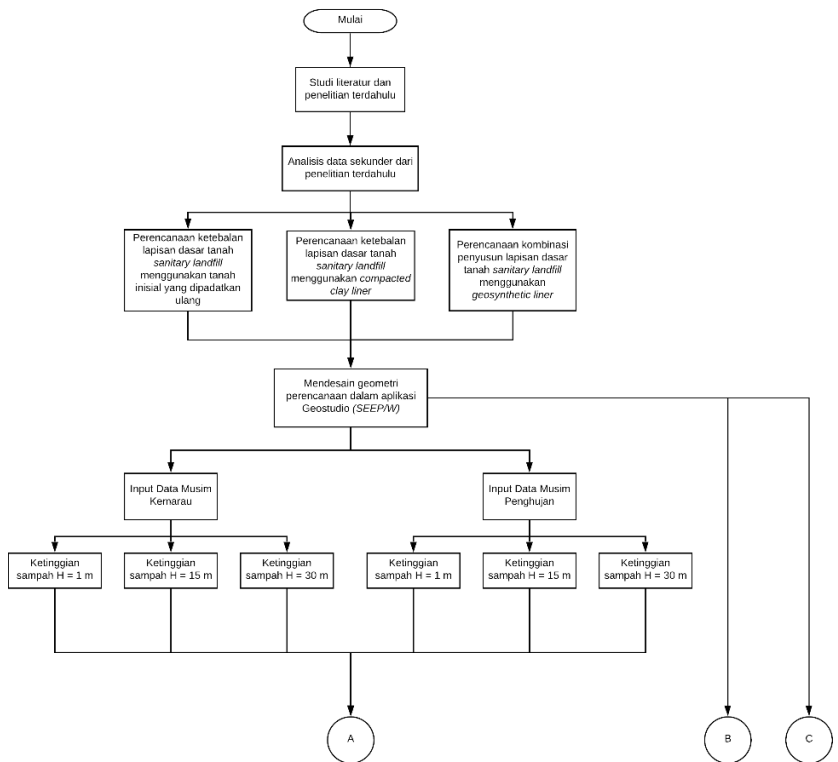 Mulai
Studi literatur dan
penelitian terdahulu
Analisis data sekunder dari
penelitian terdahulu
Perencanaan ketebalan
lapisan dasar tanah
sanitary landfill
menggunakan tanah
inisial yang dipadatkan
ulang
Perencanaan ketebalan
lapisan dasar tanah
sanitary landfill
menggunakan compacted
clay liner
Perencanaan kombinasi
penyusun lapisan dasar
tanah sanitary landfill
menggunakan
geosynthetic liner
Mendesain geometri
perencanaan dalam aplikasi
Geostudio (SEEP/W)
Input Data Musim
Kemarau
Input Data Musim
Penghujan
Ketinggian
sampah H = 1 m
Ketinggian
sampah H = 15 m
Ketinggian
sampah H = 30 m
Ketinggian
sampah H = 1 m
Ketinggian
sampah H = 15 m
Ketinggian
sampah H = 30 m
A
B
C